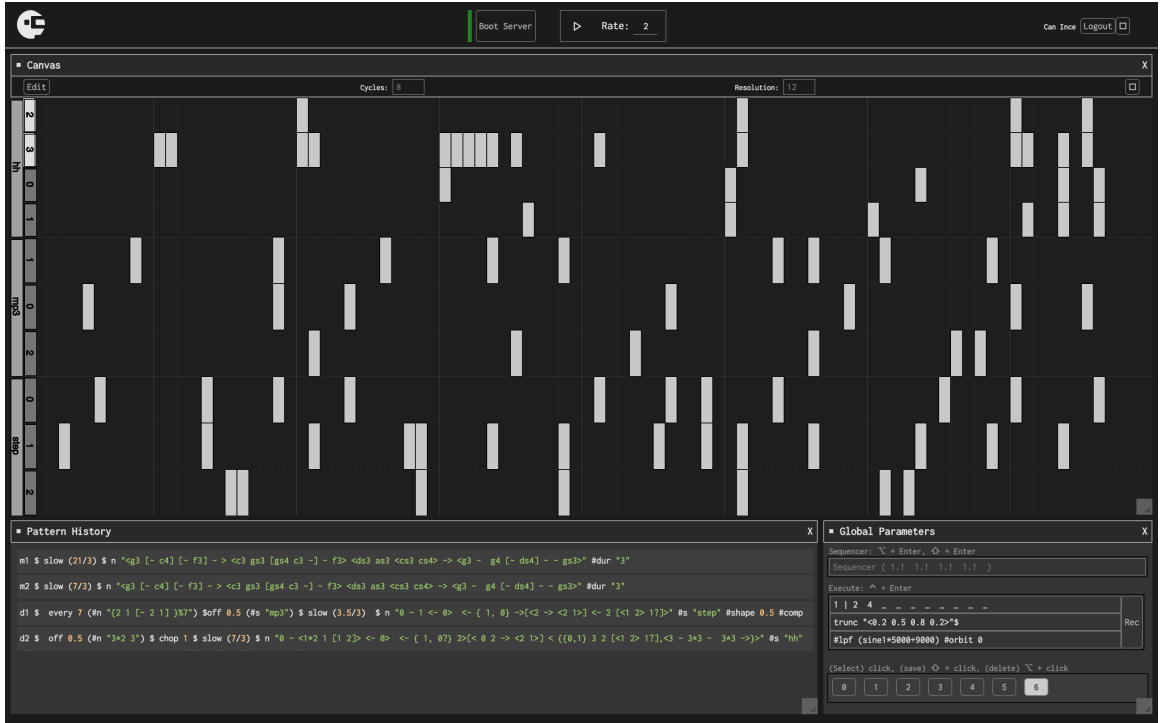 Boot Server
Rate: 2
Can Ince
Logout
Canvas
X
Edit
Cycles: 8
Resolution: 12
hh
2
3
0
1
mp3
1
0
2
step
0
1
2
Pattern History
X
m1 $ slow (21/3) $ n "<g3 [~ c4] [~ f3] ~ > <c3 gs3 [gs4 c3 ~] ~ f3> <ds3 as3 <cs3 cs4> ~> <g3 ~  g4 [~ ds4] ~ ~ gs3>" #dur "3"
m2 $ slow (7/3) $ n "<g3 [~ c4] [~ f3] ~ > <c3 gs3 [gs4 c3 ~] ~ f3> <ds3 as3 <cs3 cs4> ~> <g3 ~  g4 [~ ds4] ~ ~ gs3>" #dur "3"
d1 $  every 7 (#n "{2 1 [~ 2 1] }%7") $off 0.5 (#s "mp3") $ slow (3.5/3)  $ n "0 ~ 1 <~ 0>  <~ { 1, 0} ~>[<2 ~> <2 1>] <~ 2 [<1 2> 1?]>" #s "step" #shape 0.5 #comp
d2 $  off 0.5 (#n "3*2 3") $ chop 1 $ slow (7/3) $ n "0 ~ <1*2 1 [1 2]> <~ 0>  <~ { 1, 0?} 2>[< 0 2 ~> <2 1>] < {{0,1} 3 2 [<1 2> 1?],<3 ~ 3*3 ~  3*3 ~>}>" #s "hh"
Global Parameters
X
Sequencer: ⌥ + Enter, ⇧ + Enter
Sequencer ( 1.1  1.1  1.1  1.1  )
Execute: ^ + Enter
1 | 2  4  _  _  _  _  _  _  _  _
trunc "<0.2 0.5 0.8 0.2>"$
#lpf (sine1*5000+9000) #orbit 0
Rec
(Select) click, (save) ⇧ + click, (delete) ⌥ + click
0 1 2 3 4 5 6